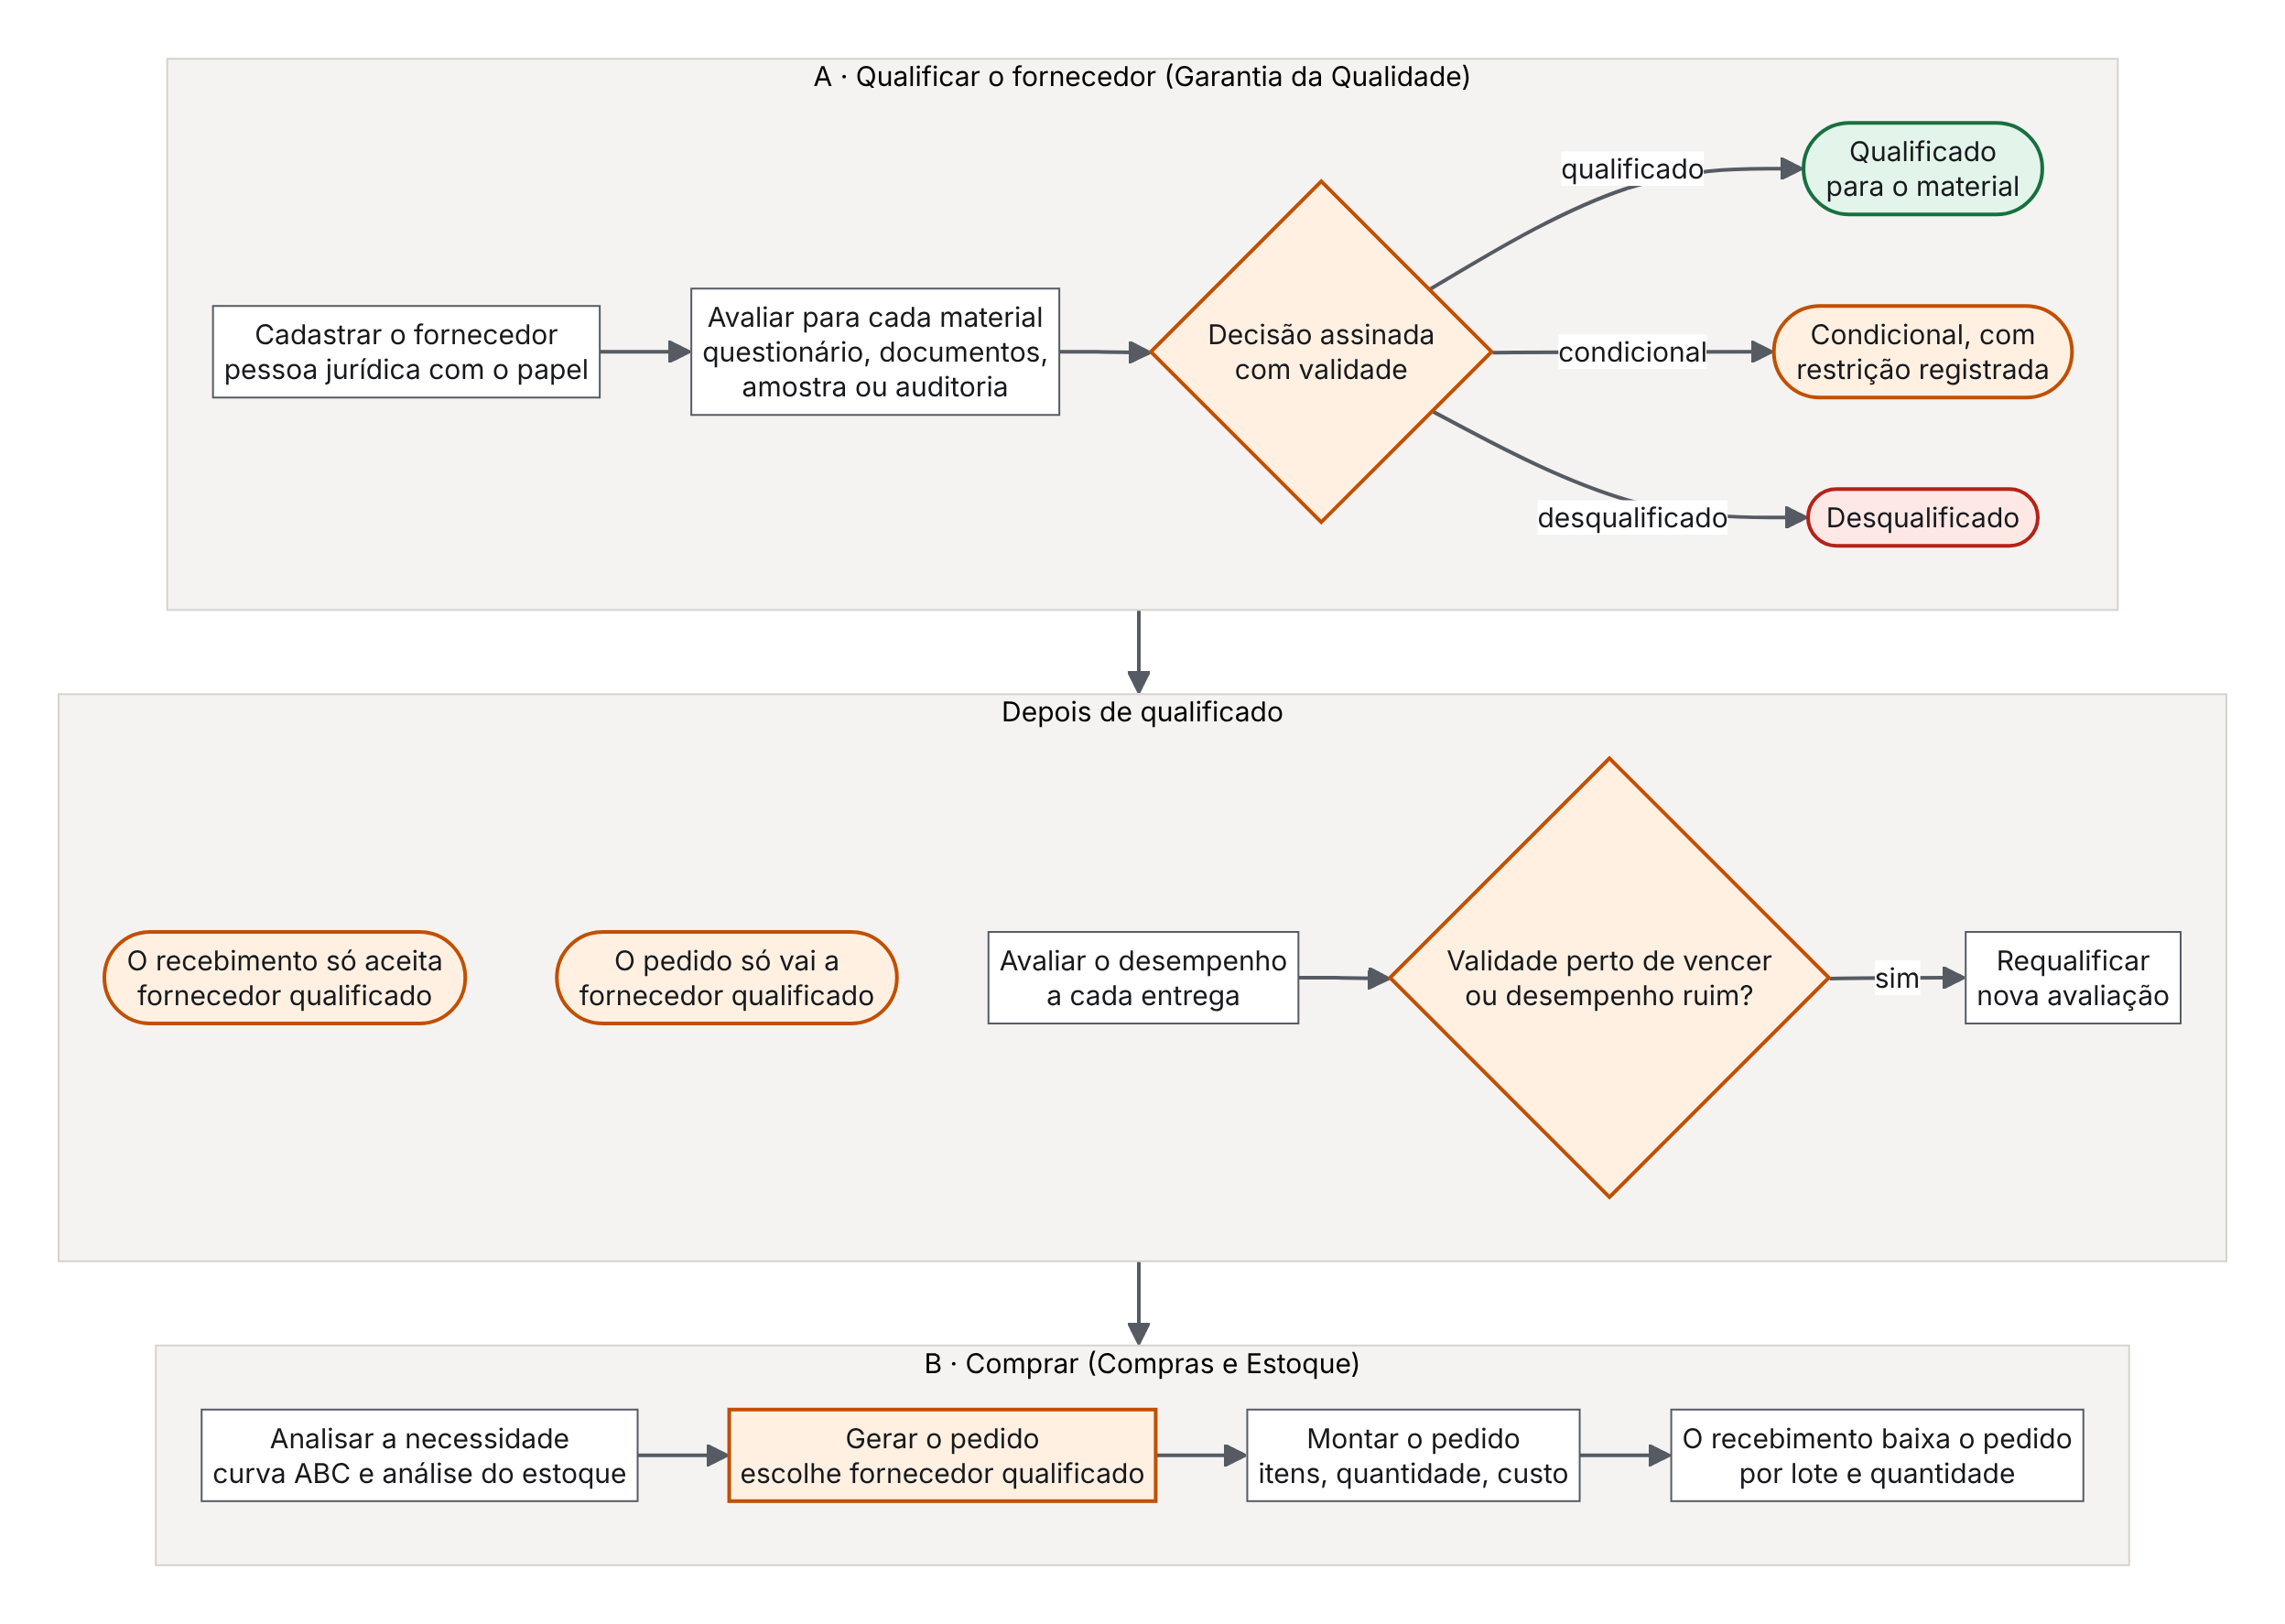 A · Qualificar o fornecedor (Garantia da Qualidade)
Cadastrar o fornecedor
pessoa jurídica com o papel
Avaliar para cada material
questionário, documentos,
amostra ou auditoria
Decisão assinada
com validade
qualificado
Qualificado
para o material
condicional
Condicional, com
restrição registrada
desqualificado
Desqualificado
Depois de qualificado
O recebimento só aceita
fornecedor qualificado
O pedido só vai a
fornecedor qualificado
Avaliar o desempenho
a cada entrega
Validade perto de vencer
ou desempenho ruim?
sim
Requalificar
nova avaliação
B · Comprar (Compras e Estoque)
Analisar a necessidade
curva ABC e análise do estoque
Gerar o pedido
escolhe fornecedor qualificado
Montar o pedido
itens, quantidade, custo
O recebimento baixa o pedido
por lote e quantidade